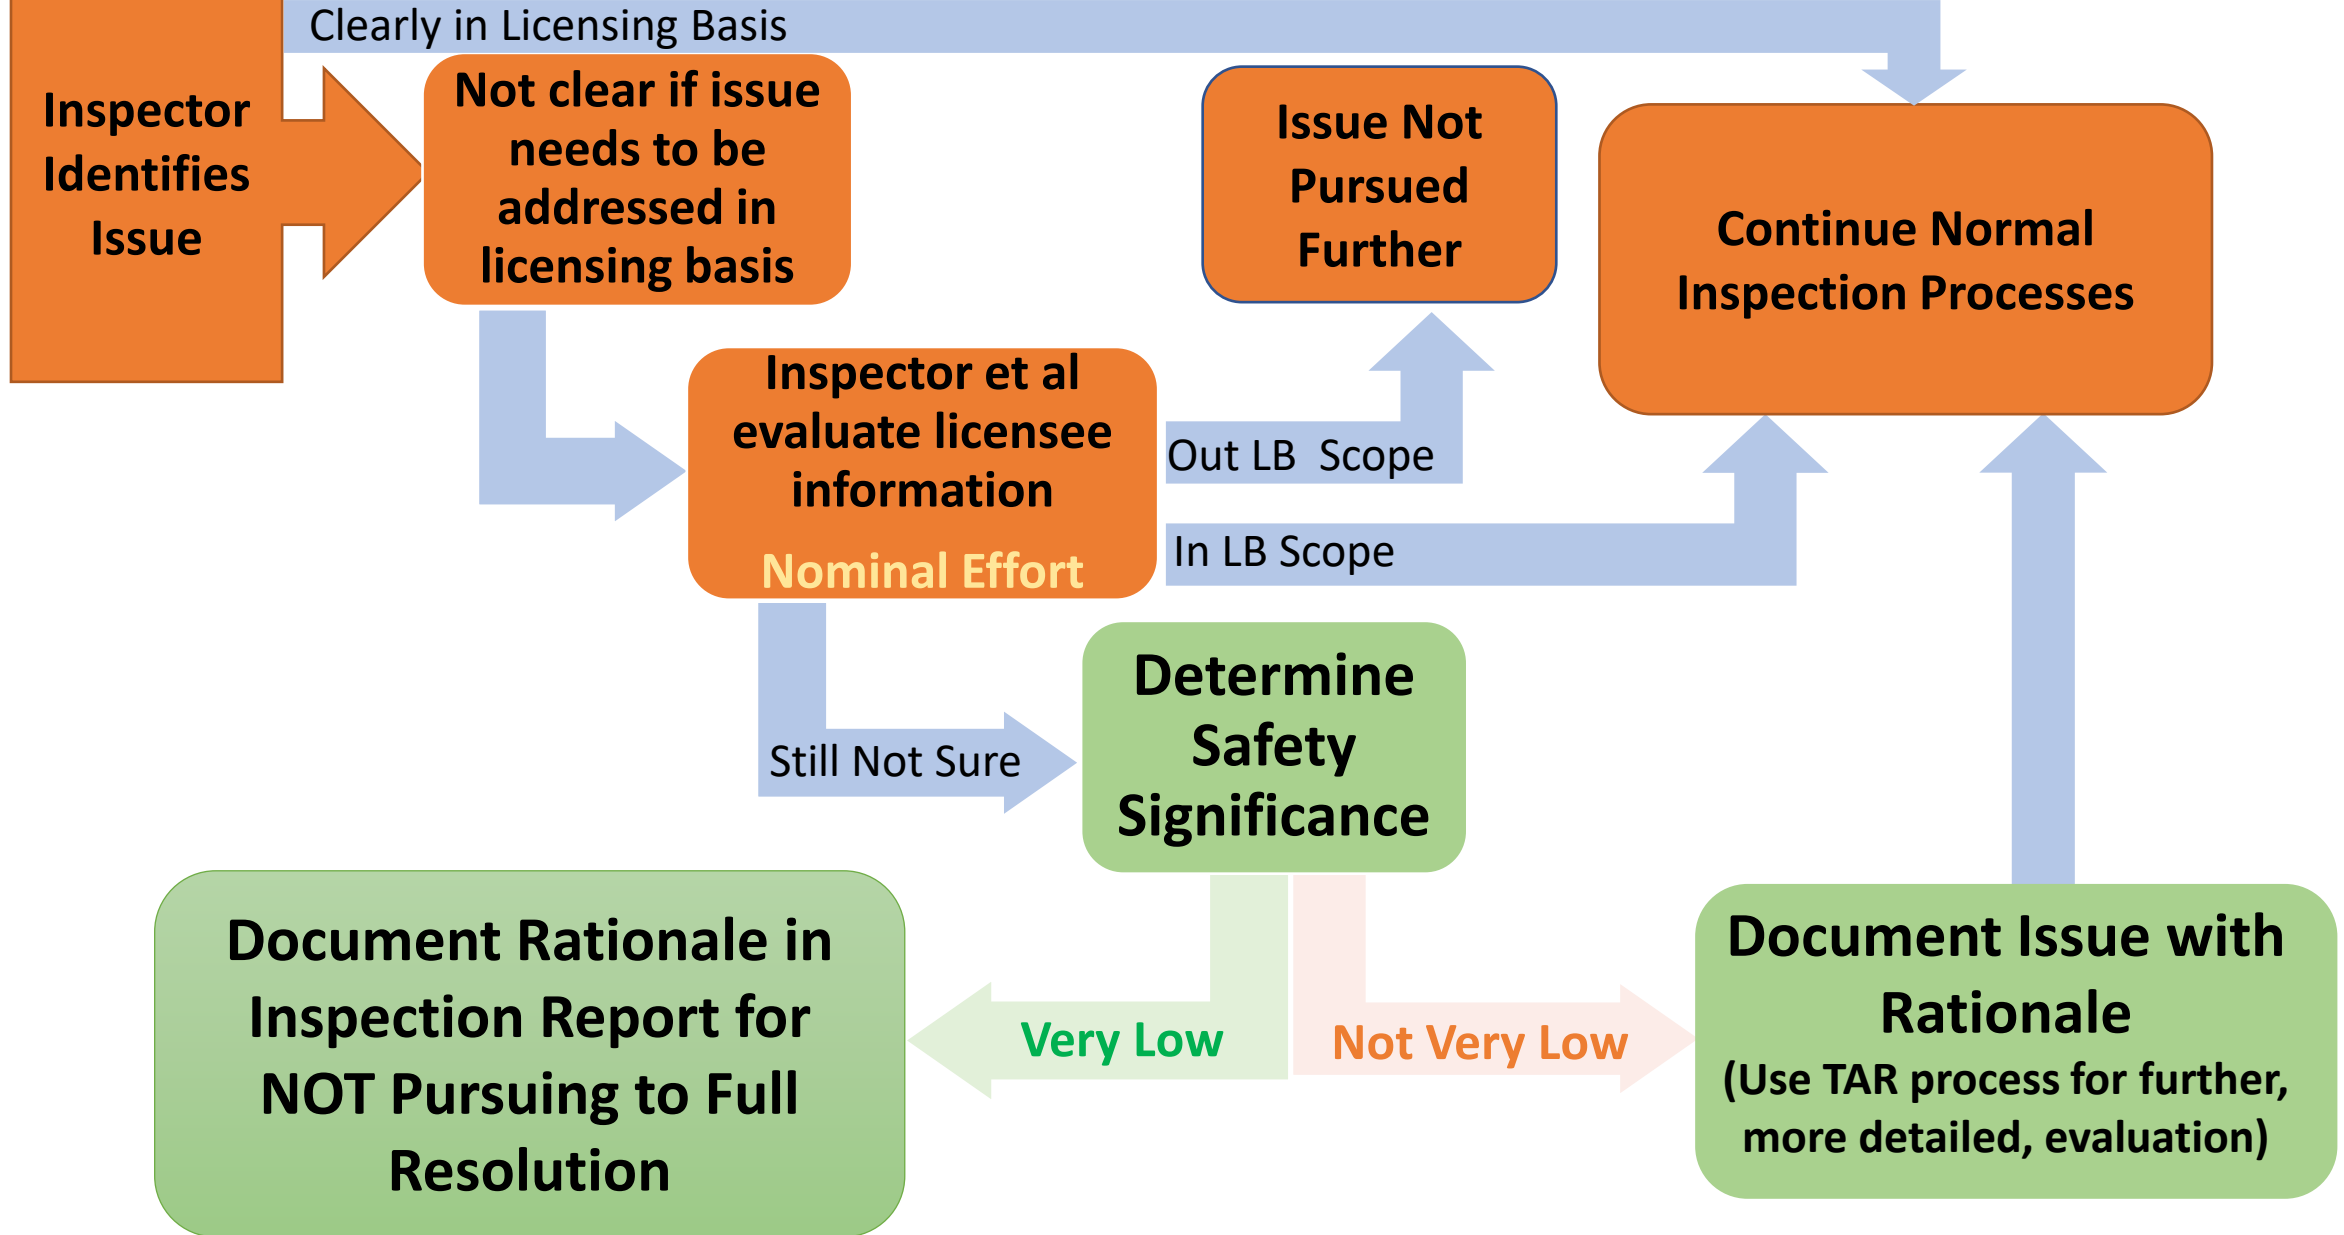 Clearly in Licensing Basis
Inspector
Identifies
Issue
Not clear if issue
needs to be
addressed in
licensing basis
Issue Not
Pursued
Further
Continue Normal
Inspection Processes
Inspector et al
evaluate licensee
information
Nominal Effort
Out LB  Scope
In LB Scope
Still Not Sure
Determine
Safety
Significance
Very Low
Not Very Low
Document Rationale in
Inspection Report for
NOT Pursuing to Full
Resolution
Document Issue with
Rationale
(Use TAR process for further,
more detailed, evaluation)